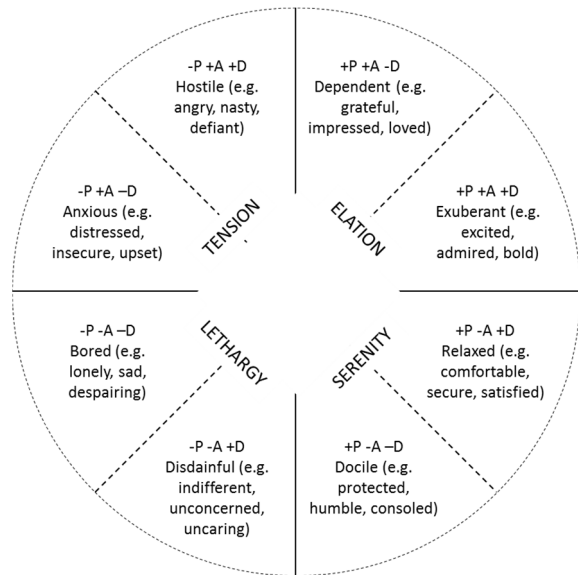 -P +A +D
Hostile (e.g.
angry, nasty,
defiant)
+P +A -D
Dependent (e.g.
grateful,
impressed, loved)
-P +A –D
Anxious (e.g.
distressed,
insecure, upset)
TENSION
ELATION
+P +A +D
Exuberant (e.g.
excited,
admired, bold)
-P -A –D
Bored (e.g.
lonely, sad,
despairing)
LETHARGY
SERENITY
+P -A +D
Relaxed (e.g.
comfortable,
secure, satisfied)
-P -A +D
Disdainful (e.g.
indifferent,
unconcerned,
uncaring)
+P -A –D
Docile (e.g.
protected,
humble, consoled)